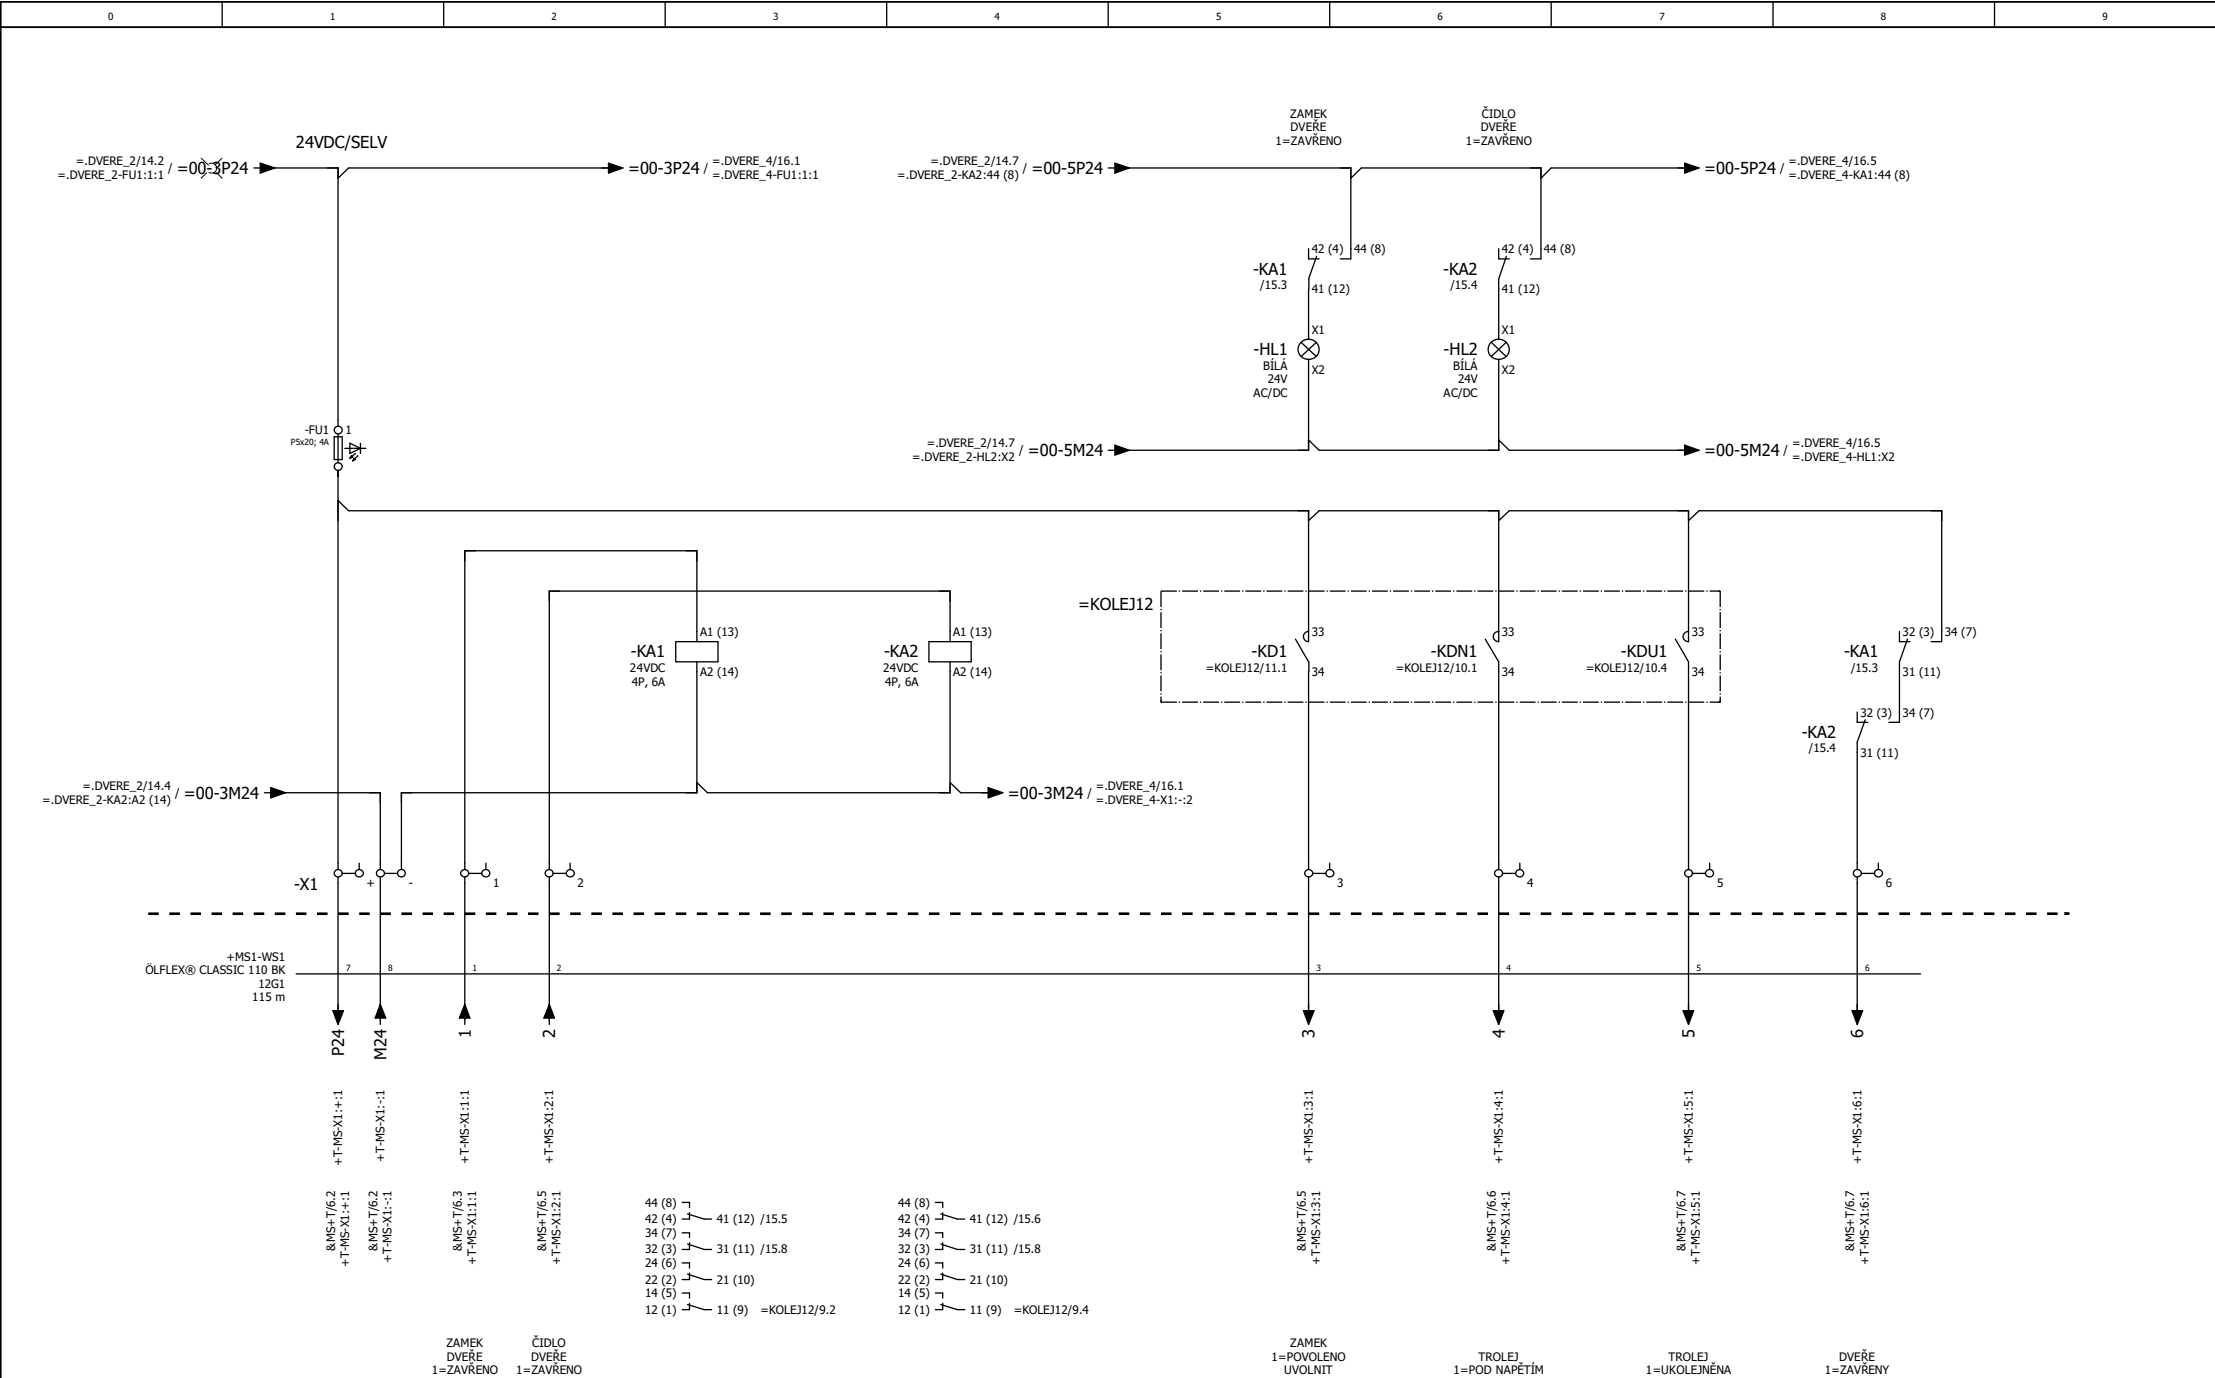 0 1 2 3 4 5 6 7 8 9
ZAMEK
DVEŘE
1=ZAVŘENO
ČIDLO
DVEŘE
1=ZAVŘENO
24VDC/SELV
=.DVERE_2/14.2
=.DVERE_2-FU1:1:1 / =00-3P24
=00-3P24 / =.DVERE_4/16.1
=.DVERE_4-FU1:1:1
=.DVERE_2/14.7
=.DVERE_2-KA2:44 (8) / =00-5P24
=00-5P24 / =.DVERE_4/16.5
=.DVERE_4-KA1:44 (8)
42 (4) 44 (8)
-KA1
/15.3
41 (12)
42 (4) 44 (8)
-KA2
/15.4
41 (12)
X1
-HL1
BÍLÁ
24V
AC/DC
X2
X1
-HL2
BÍLÁ
24V
AC/DC
X2
-FU1 1
P5x20; 4A
=.DVERE_2/14.7
=.DVERE_2-HL2:X2 / =00-5M24
=00-5M24 / =.DVERE_4/16.5
=.DVERE_4-HL1:X2
=KOLEJ12
A1 (13)
-KA1
24VDC
4P, 6A
A2 (14)
A1 (13)
-KA2
24VDC
4P, 6A
A2 (14)
33
-KD1
=KOLEJ12/11.1
34
33
-KDN1
=KOLEJ12/10.1
34
33
-KDU1
=KOLEJ12/10.4
34
32 (3) 34 (7)
-KA1
/15.3
31 (11)
32 (3) 34 (7)
-KA2
/15.4
31 (11)
=.DVERE_2/14.4
=.DVERE_2-KA2:A2 (14) / =00-3M24
=00-3M24 / =.DVERE_4/16.1
=.DVERE_4-X1:-:2
-X1 + - 1 2 3 4 5 6
+MS1-WS1
ÖLFLEX® CLASSIC 110 BK
12G1
115 m
7 8 1 2 3 4 5 6
P24 M24 1 2 3 4 5 6
+T-MS-X1:+:1
+T-MS-X1:-:1
+T-MS-X1:1:1
+T-MS-X1:2:1
+T-MS-X1:3:1
+T-MS-X1:4:1
+T-MS-X1:5:1
+T-MS-X1:6:1
&MS+T/6.2
+T-MS-X1:+:1
&MS+T/6.2
+T-MS-X1:-:1
&MS+T/6.3
+T-MS-X1:1:1
&MS+T/6.5
+T-MS-X1:2:1
44 (8)
42 (4) 41 (12) /15.5
34 (7)
32 (3) 31 (11) /15.8
24 (6)
22 (2) 21 (10)
14 (5)
12 (1) 11 (9) =KOLEJ12/9.2
44 (8)
42 (4) 41 (12) /15.6
34 (7)
32 (3) 31 (11) /15.8
24 (6)
22 (2) 21 (10)
14 (5)
12 (1) 11 (9) =KOLEJ12/9.4
&MS+T/6.5
+T-MS-X1:3:1
&MS+T/6.6
+T-MS-X1:4:1
&MS+T/6.7
+T-MS-X1:5:1
&MS+T/6.7
+T-MS-X1:6:1
ZAMEK
DVEŘE
1=ZAVŘENO
ČIDLO
DVEŘE
1=ZAVŘENO
ZAMEK
1=POVOLENO
UVOLNIT
TROLEJ
1=POD NAPĚTÍM
TROLEJ
1=UKOLEJNĚNA
DVEŘE
1=ZAVŘENY